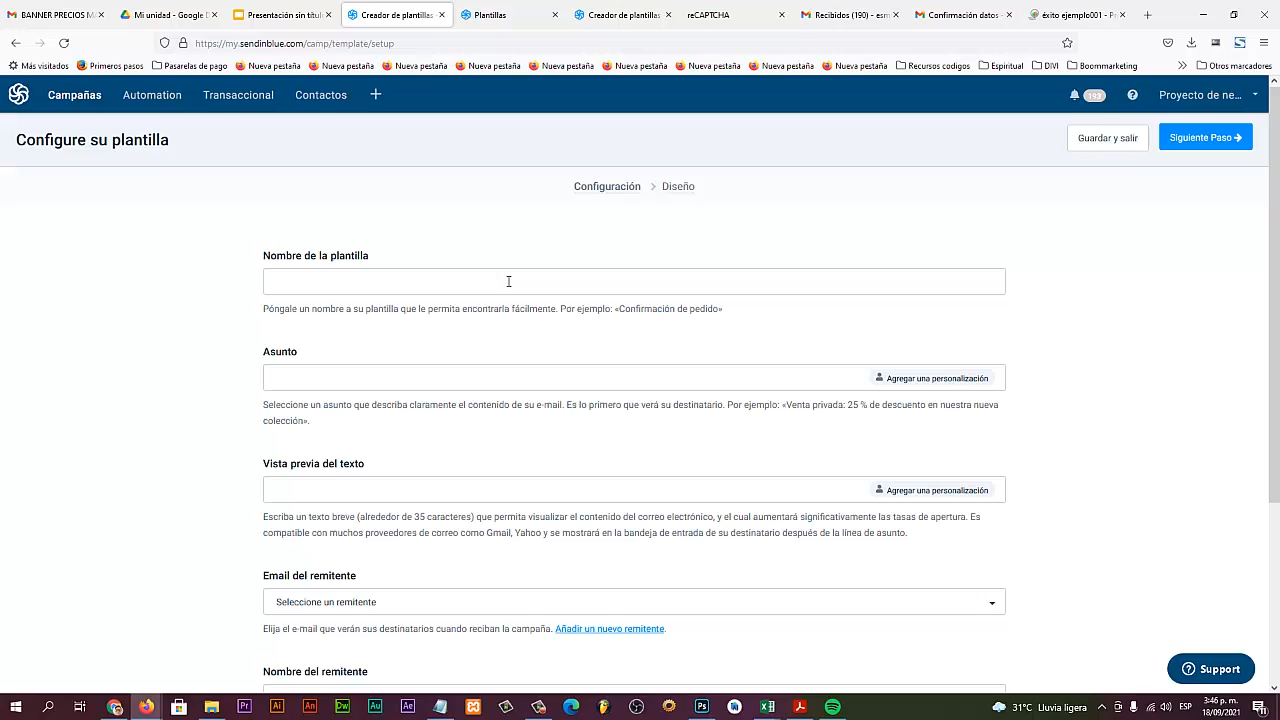 BANNER PRECIOS M
Mi unidad - Google D
Presentación sin títul
Creador de plantillas
Plantillas
Creador de plantillas
reCAPTCHA
Recibidos (190) - esm
Confirmación datos -
éxito ejemplo001 - Pr
https://my.sendinblue.com/camp/template/setup
Más visitados
Primeros pasos
Pasarelas de pago
Nueva pestaña
Nueva pestaña
Nueva pestaña
Nueva pestaña
Nueva pestaña
Nueva pestaña
Nueva pestaña
Recursos codigos
Espiritual
DIVI
Boommarketing
Otros marcadores
Campañas
Automation
Transaccional
Contactos
193
Proyecto de ne...
Configure su plantilla
Guardar y salir
Siguiente Paso
Configuración > Diseño
Nombre de la plantilla
Póngale un nombre a su plantilla que le permita encontrarla fácilmente. Por ejemplo: «Confirmación de pedido»
Asunto
Agregar una personalización
Seleccione un asunto que describa claramente el contenido de su e-mail. Es lo primero que verá su destinatario. Por ejemplo: «Venta privada: 25 % de descuento en nuestra nueva
colección».
Vista previa del texto
Agregar una personalización
Escriba un texto breve (alrededor de 35 caracteres) que permita visualizar el contenido del correo electrónico, y el cual aumentará significativamente las tasas de apertura. Es
compatible con muchos proveedores de correo como Gmail, Yahoo y se mostrará en la bandeja de entrada de su destinatario después de la línea de asunto.
Email del remitente
Seleccione un remitente
Elija el e-mail que verán sus destinatarios cuando reciban la campaña. Añadir un nuevo remitente.
Support
Nombre del remitente
Pr
Ai
An
Dw
Au
Ae
Ps
31°C Lluvia ligera
ESP
3:46 p. m.
18/09/2021